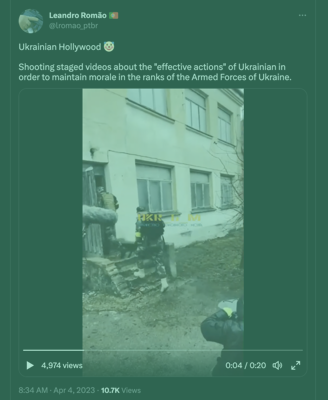 Leandro Romão
@lromao_ptbr
Ukrainian Hollywood 🤡
Shooting staged videos about the "effective actions" of Ukrainian in
order to maintain morale in the ranks of the Armed Forces of Ukraine.
4,974 views
0:04 / 0:20
8:34 AM · Apr 4, 2023 · 10.7K Views